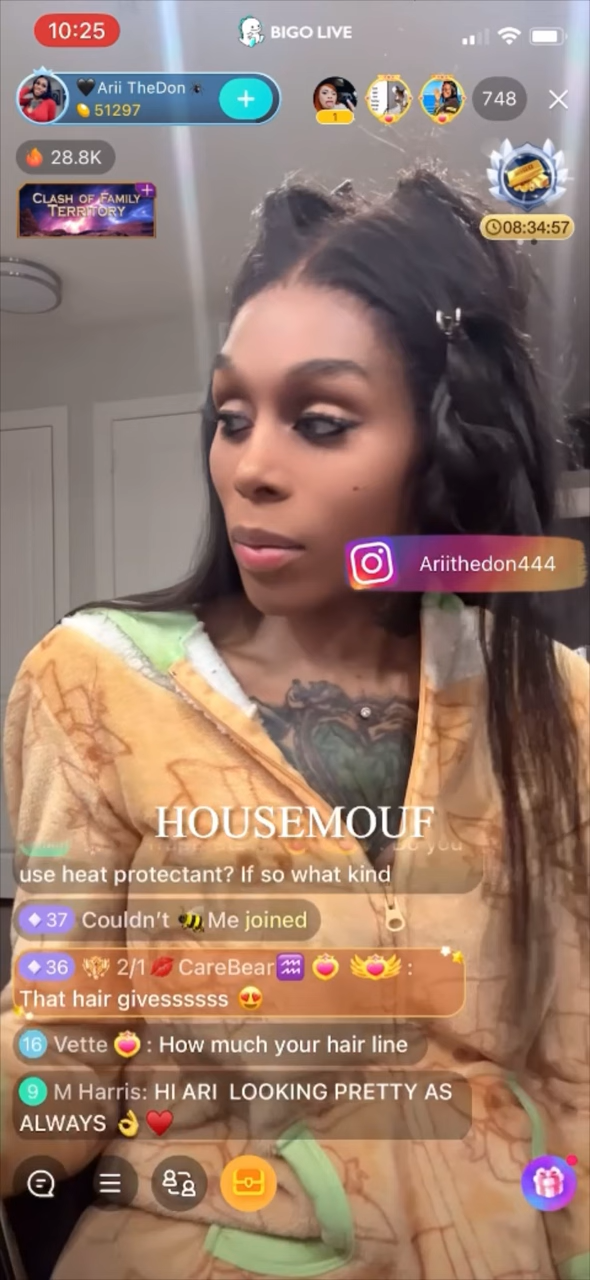 10:25
BIGO LIVE
Arii TheDon
51297
1
748
28.8K
CLASH OF FAMILY
TERRITORY
08:34:57
Ariithedon444
HOUSEMOUF
use heat protectant? If so what kind
37 Couldn't 🐝 Me joined
36 2/1 💋 CareBear ♒ :
That hair givessssss 😍
16 Vette : How much your hair line
9 M Harris: HI ARI LOOKING PRETTY AS
ALWAYS 👌 ♥️